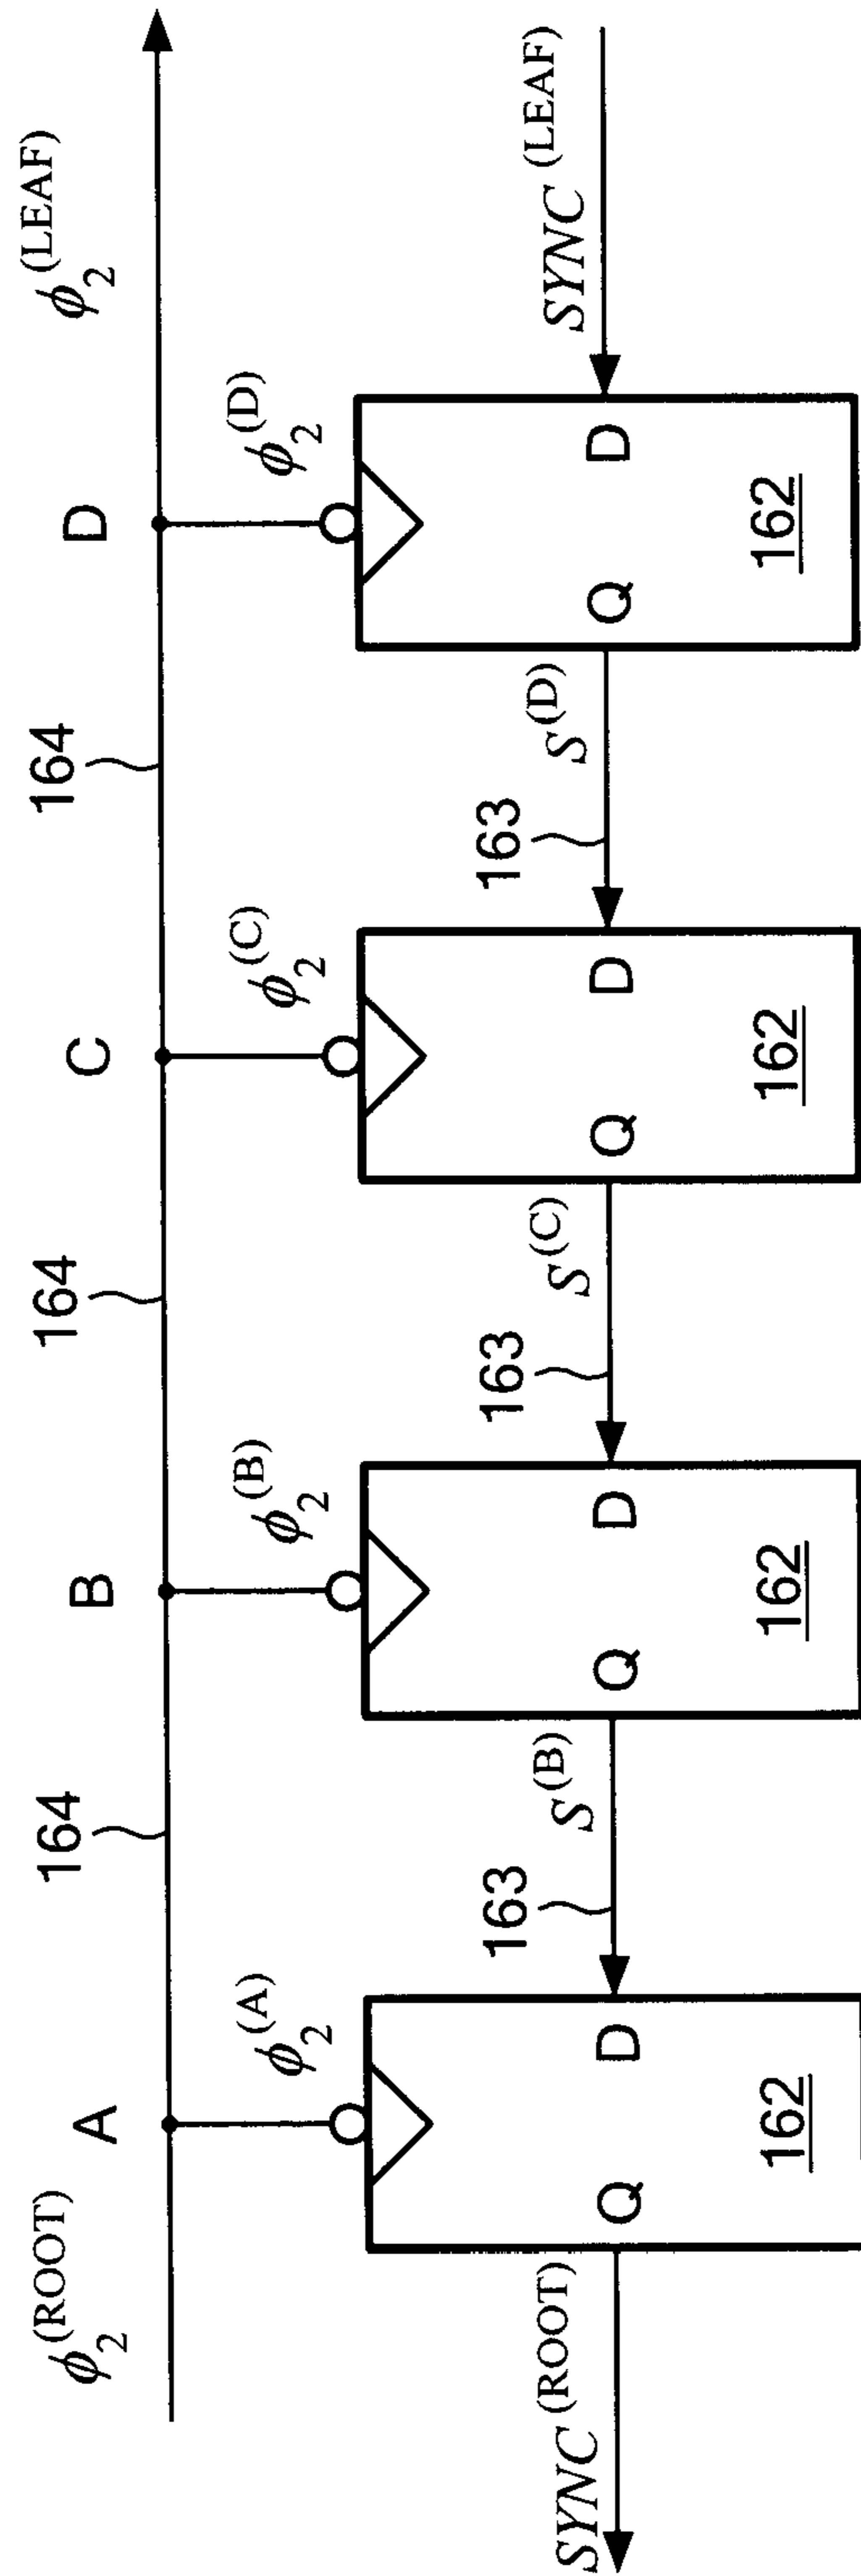 ϕ₂^(ROOT)
A
164
B
164
C
164
D
ϕ₂^(LEAF)
ϕ₂^(A)
ϕ₂^(B)
ϕ₂^(C)
ϕ₂^(D)
SYNC^(ROOT)
Q
D
162
163
S^(B)
Q
D
162
163
S^(C)
Q
D
162
163
S^(D)
Q
D
162
SYNC^(LEAF)